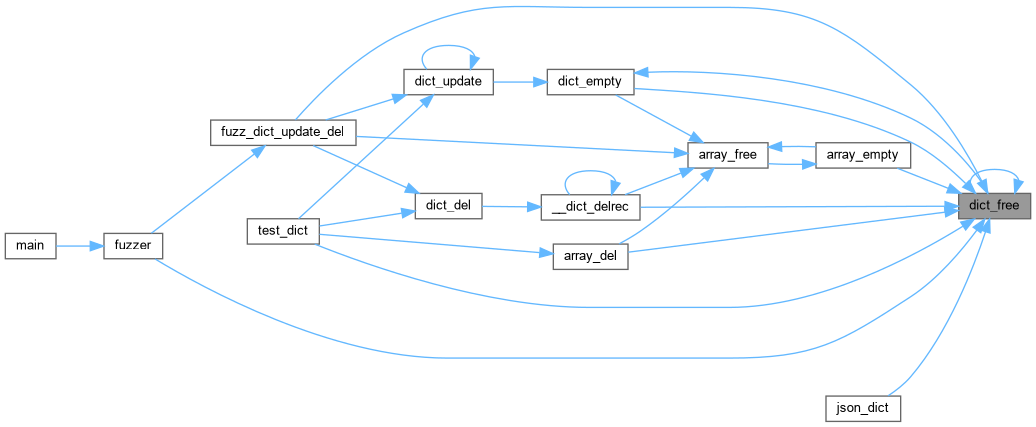 dict_update
dict_empty
fuzz_dict_update_del
array_free
array_empty
dict_free
dict_del
__dict_delrec
test_dict
main
fuzzer
array_del
json_dict